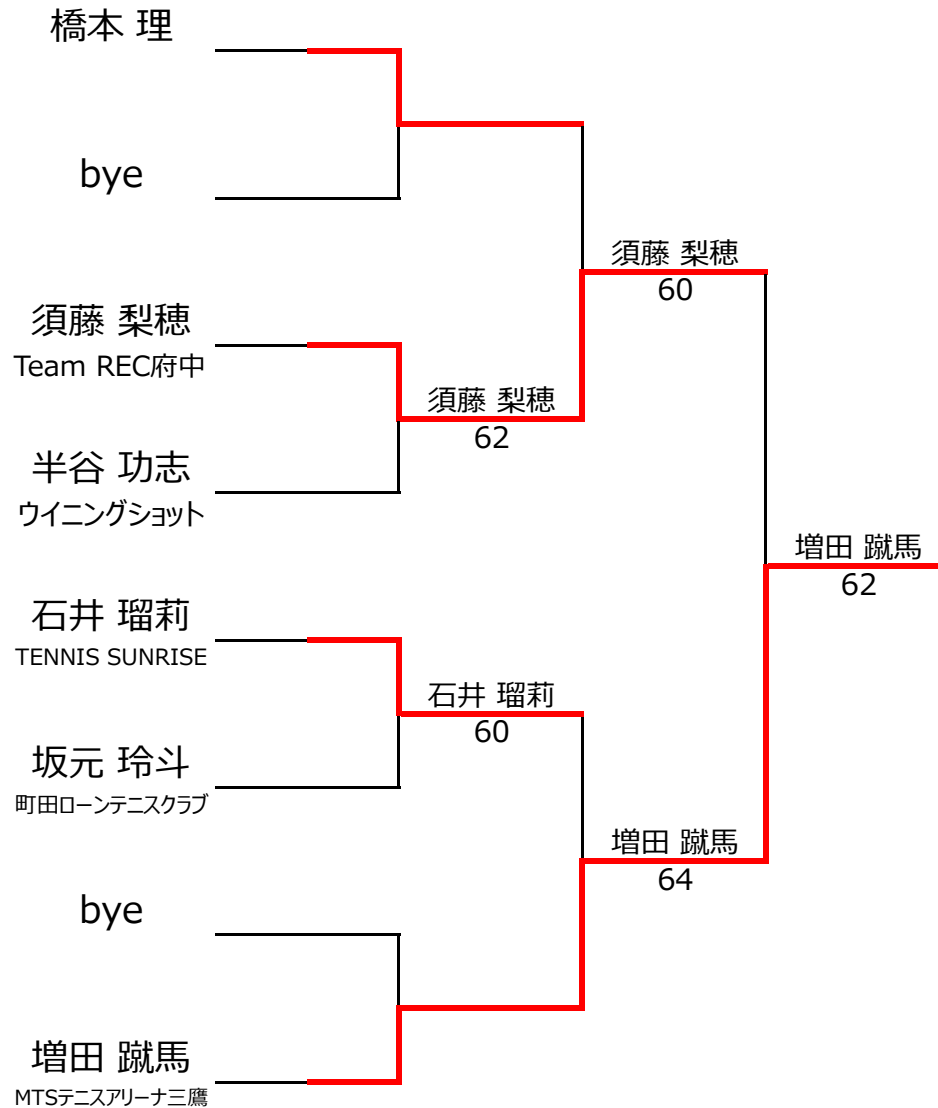 橋本 理
bye
須藤 梨穂
60
須藤 梨穂
Team REC府中
須藤 梨穂
62
半谷 功志
ウイニングショット
増田 蹴馬
62
石井 瑠莉
TENNIS SUNRISE
石井 瑠莉
60
坂元 玲斗
町田ローンテニスクラブ
増田 蹴馬
64
bye
増田 蹴馬
MTSテニスアリーナ三鷹